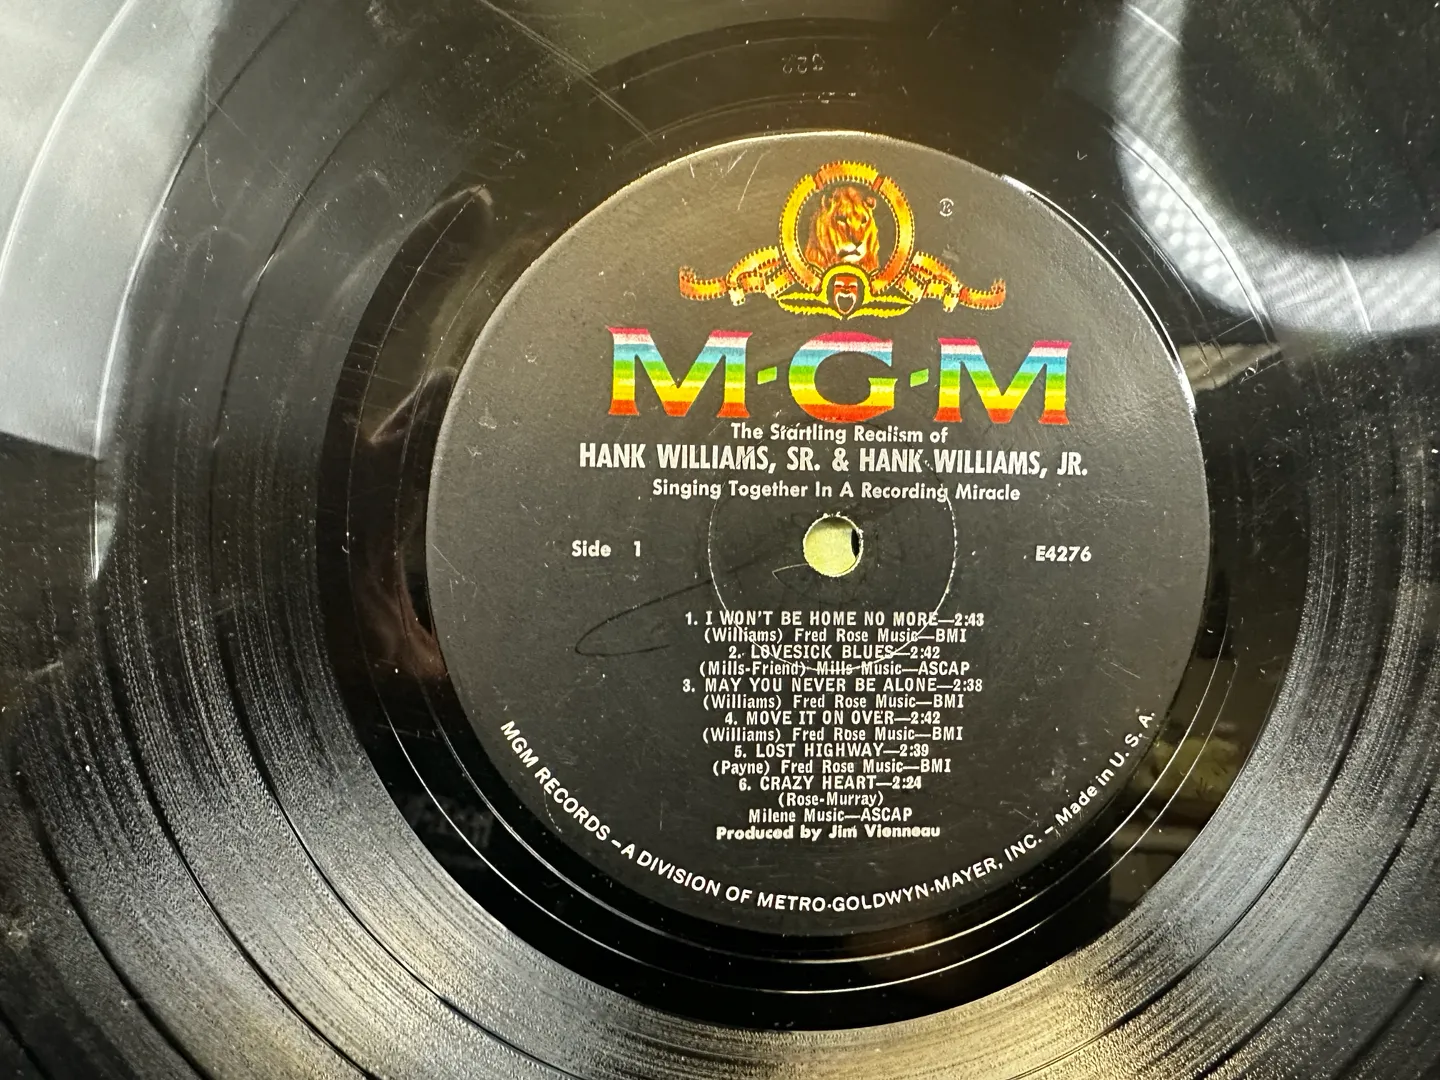 M·G·M
The Startling Realism of
HANK WILLIAMS, SR. & HANK WILLIAMS, JR.
Singing Together In A Recording Miracle
Side 1
E4276
1. I WON'T BE HOME NO MORE—2:43
(Williams) Fred Rose Music—BMI
2. LOVESICK BLUES—2:42
(Mills-Friend) Mills Music—ASCAP
3. MAY YOU NEVER BE ALONE—2:38
(Williams) Fred Rose Music—BMI
4. MOVE IT ON OVER—2:42
(Williams) Fred Rose Music—BMI
5. LOST HIGHWAY—2:39
(Payne) Fred Rose Music—BMI
6. CRAZY HEART—2:24
(Rose-Murray)
Milene Music—ASCAP
Produced by Jim Vienneau
MGM RECORDS – A DIVISION OF METRO-GOLDWYN-MAYER, INC. – Made in U. S. A.